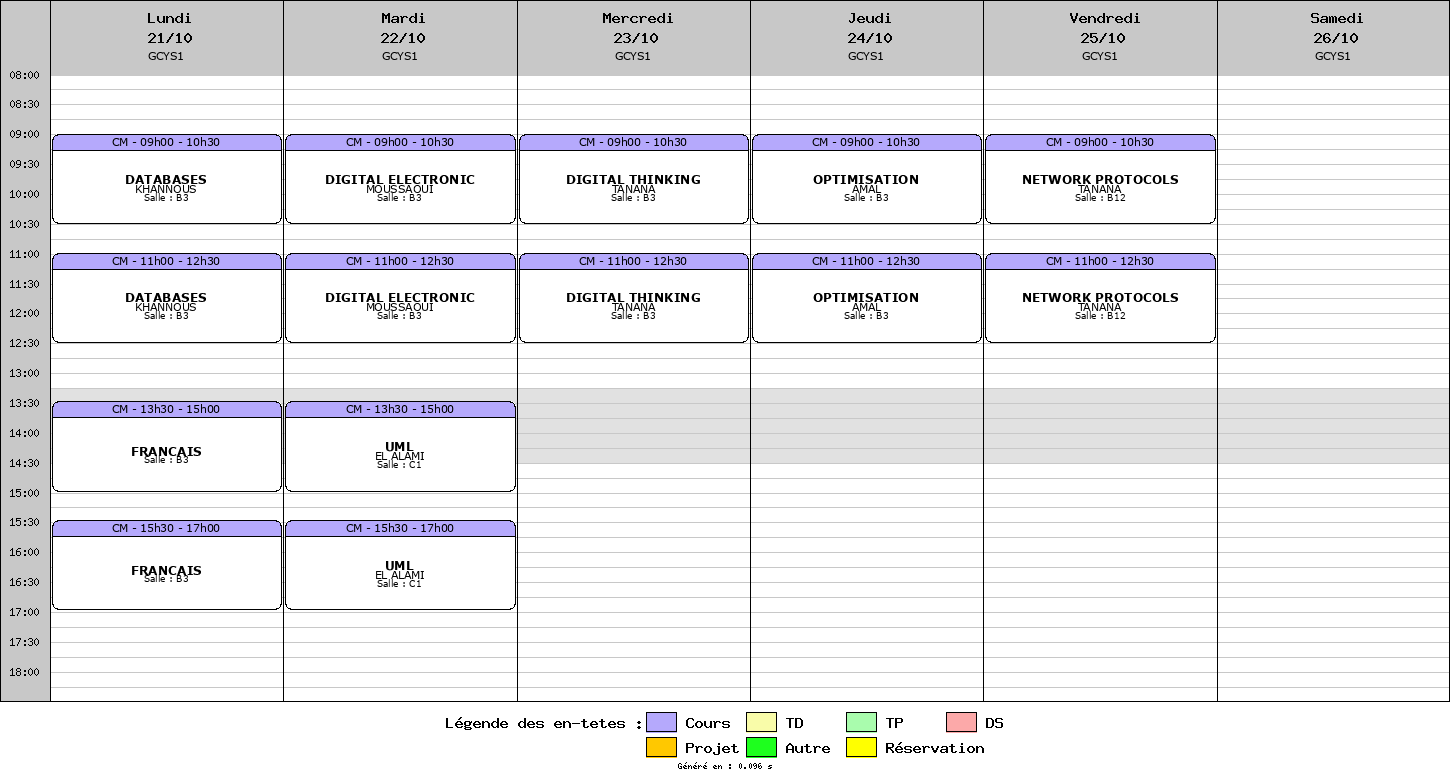 Lundi
21/10
GCYS1
Mardi
22/10
GCYS1
Mercredi
23/10
GCYS1
Jeudi
24/10
GCYS1
Vendredi
25/10
GCYS1
Samedi
26/10
GCYS1
08:00
08:30
09:00
09:30
10:00
10:30
11:00
11:30
12:00
12:30
13:00
13:30
14:00
14:30
15:00
15:30
16:00
16:30
17:00
17:30
18:00
CM - 09h00 - 10h30
DATABASES
KHANNOUS
Salle : B3
CM - 11h00 - 12h30
DATABASES
KHANNOUS
Salle : B3
CM - 13h30 - 15h00
FRANCAIS
Salle : B3
CM - 15h30 - 17h00
FRANCAIS
Salle : B3
CM - 09h00 - 10h30
DIGITAL ELECTRONIC
MOUSSAOUI
Salle : B3
CM - 11h00 - 12h30
DIGITAL ELECTRONIC
MOUSSAOUI
Salle : B3
CM - 13h30 - 15h00
UML
EL ALAMI
Salle : C1
CM - 15h30 - 17h00
UML
EL ALAMI
Salle : C1
CM - 09h00 - 10h30
DIGITAL THINKING
TANANA
Salle : B3
CM - 11h00 - 12h30
DIGITAL THINKING
TANANA
Salle : B3
CM - 09h00 - 10h30
OPTIMISATION
AMAL
Salle : B3
CM - 11h00 - 12h30
OPTIMISATION
AMAL
Salle : B3
CM - 09h00 - 10h30
NETWORK PROTOCOLS
TANANA
Salle : B12
CM - 11h00 - 12h30
NETWORK PROTOCOLS
TANANA
Salle : B12
Légende des en-tetes : Cours TD TP DS
Projet Autre Réservation
Généré en : 0.096 s